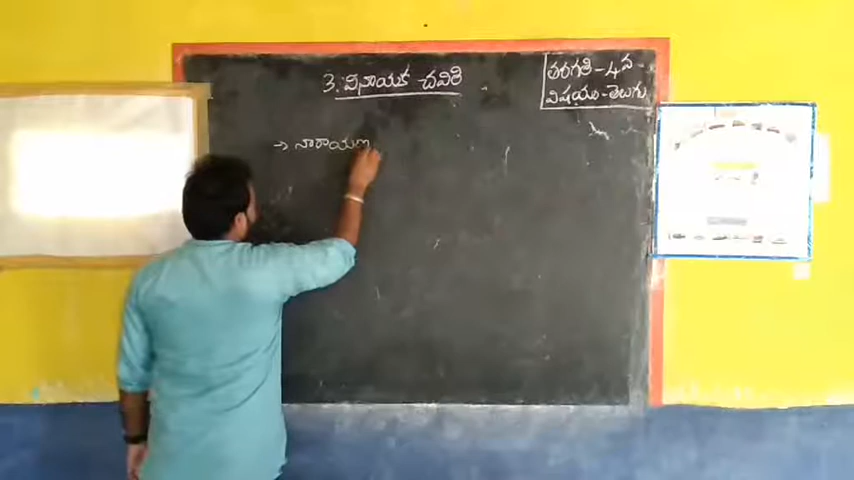 3. వినాయక చవితి
తరగతి - 4వ
విషయం - తెలుగు
→ నారాయణ